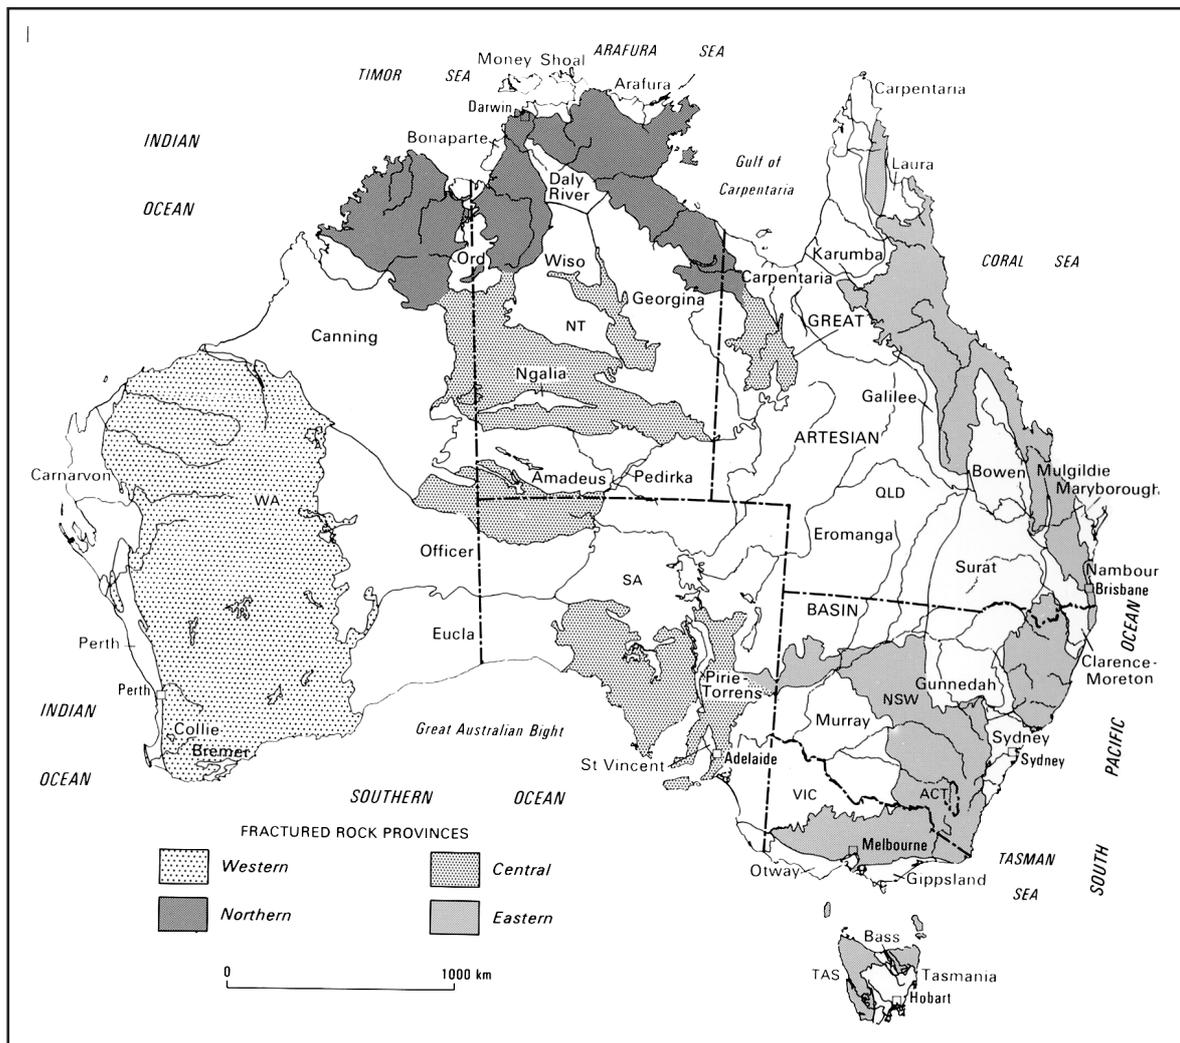 ARAFURA SEA
Money Shoal
TIMOR SEA
Arafura
Carpentaria
Darwin
INDIAN
Bonaparte
Gulf of
Carpentaria
Laura
Daly
River
OCEAN
Karumba
Ord
Wiso
CORAL SEA
Carpentaria
Georgina
GREAT
NT
Canning
Ngalia
Galilee
ARTESIAN
Bowen
Mulgildie
Carnarvon
Amadeus
Pedirka
Maryborough
WA
QLD
Eromanga
Officer
Surat
Nambour
SA
Brisbane
BASIN
OCEAN
Eucla
Perth
Clarence-
Moreton
Pirie-
Torrens
Gunnedah
Perth
NSW
INDIAN
Murray
Great Australian Bight
Collie
Sydney
PACIFIC
Bremer
St Vincent
Adelaide
Sydney
OCEAN
VIC
ACT
SOUTHERN OCEAN
FRACTURED ROCK PROVINCES
Melbourne
TASMAN
SEA
SOUTH
Western
Central
Otway
Gippsland
Northern
Eastern
Bass
TAS
Tasmania
0 1000 km
Hobart